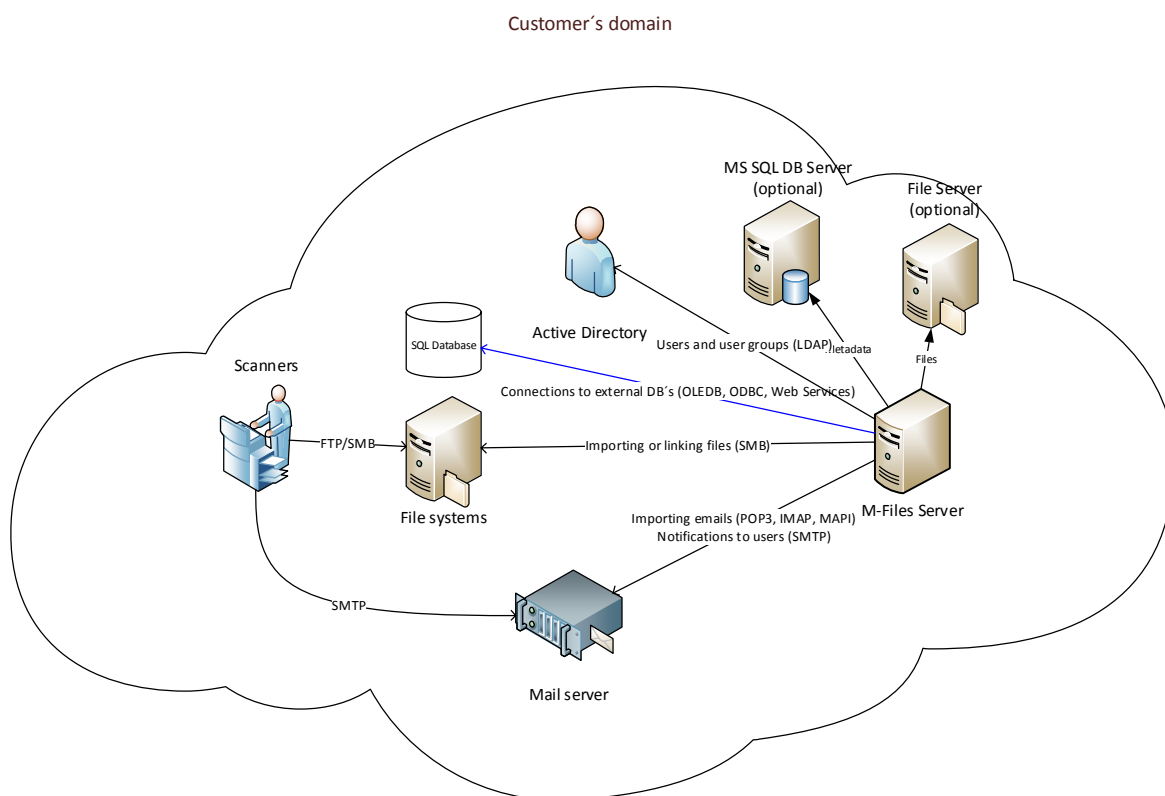 Customer´s domain
MS SQL DB Server
(optional)
File Server
(optional)
Active Directory
SQL Database
Users and user groups (LDAP)
Files
Scanners
Connections to external DB´s (OLEDB, ODBC, Web Services)
FTP/SMB
Importing or linking files (SMB)
File systems
M-Files Server
Importing emails (POP3, IMAP, MAPI)
Notifications to users (SMTP)
SMTP
Mail server